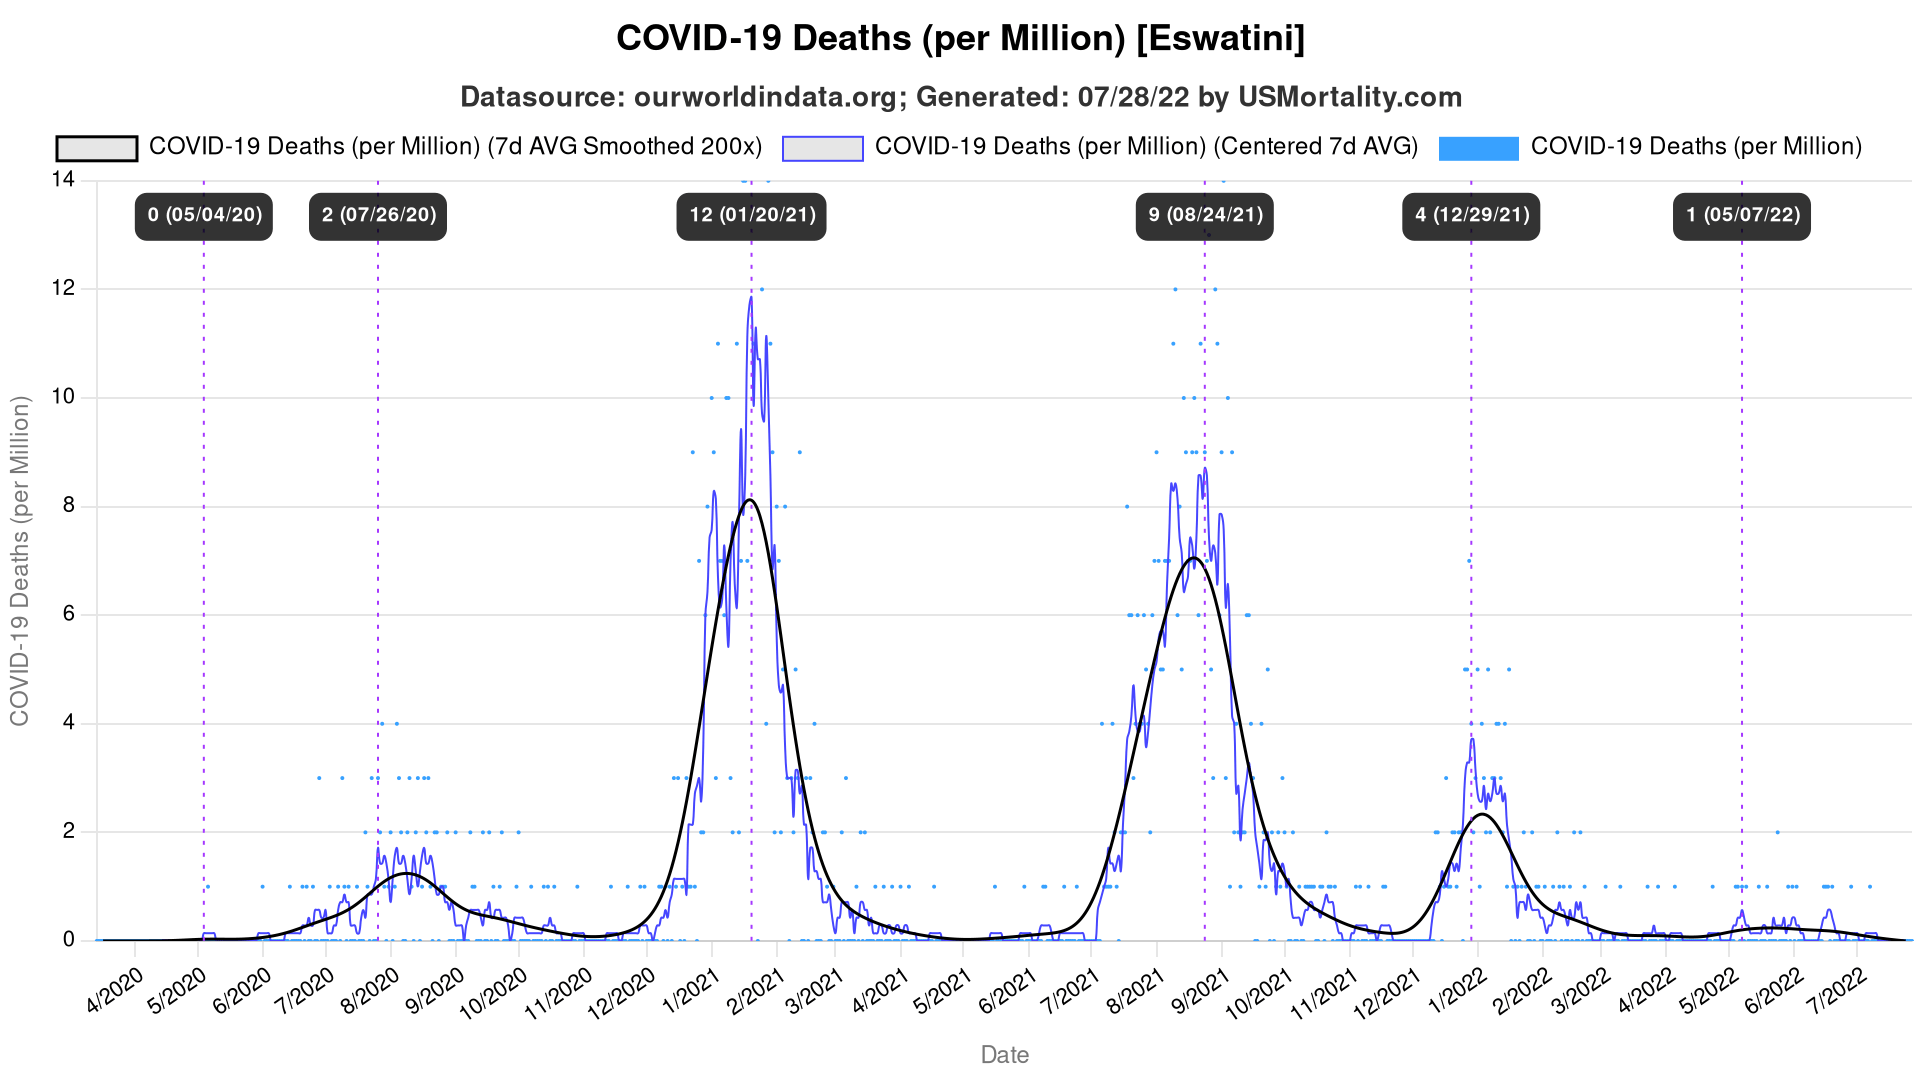 COVID-19 Deaths (per Million) [Eswatini]
Datasource: ourworldindata.org; Generated: 07/28/22 by USMortality.com
COVID-19 Deaths (per Million) (7d AVG Smoothed 200x) COVID-19 Deaths (per Million) (Centered 7d AVG) COVID-19 Deaths (per Million)
0 (05/04/20) 2 (07/26/20) 12 (01/20/21) 9 (08/24/21) 4 (12/29/21) 1 (05/07/22)
COVID-19 Deaths (per Million)
14
12
10
8
6
4
2
0
4/2020 5/2020 6/2020 7/2020 8/2020 9/2020 10/2020 11/2020 12/2020 1/2021 2/2021 3/2021 4/2021 5/2021 6/2021 7/2021 8/2021 9/2021 10/2021 11/2021 12/2021 1/2022 2/2022 3/2022 4/2022 5/2022 6/2022 7/2022
Date